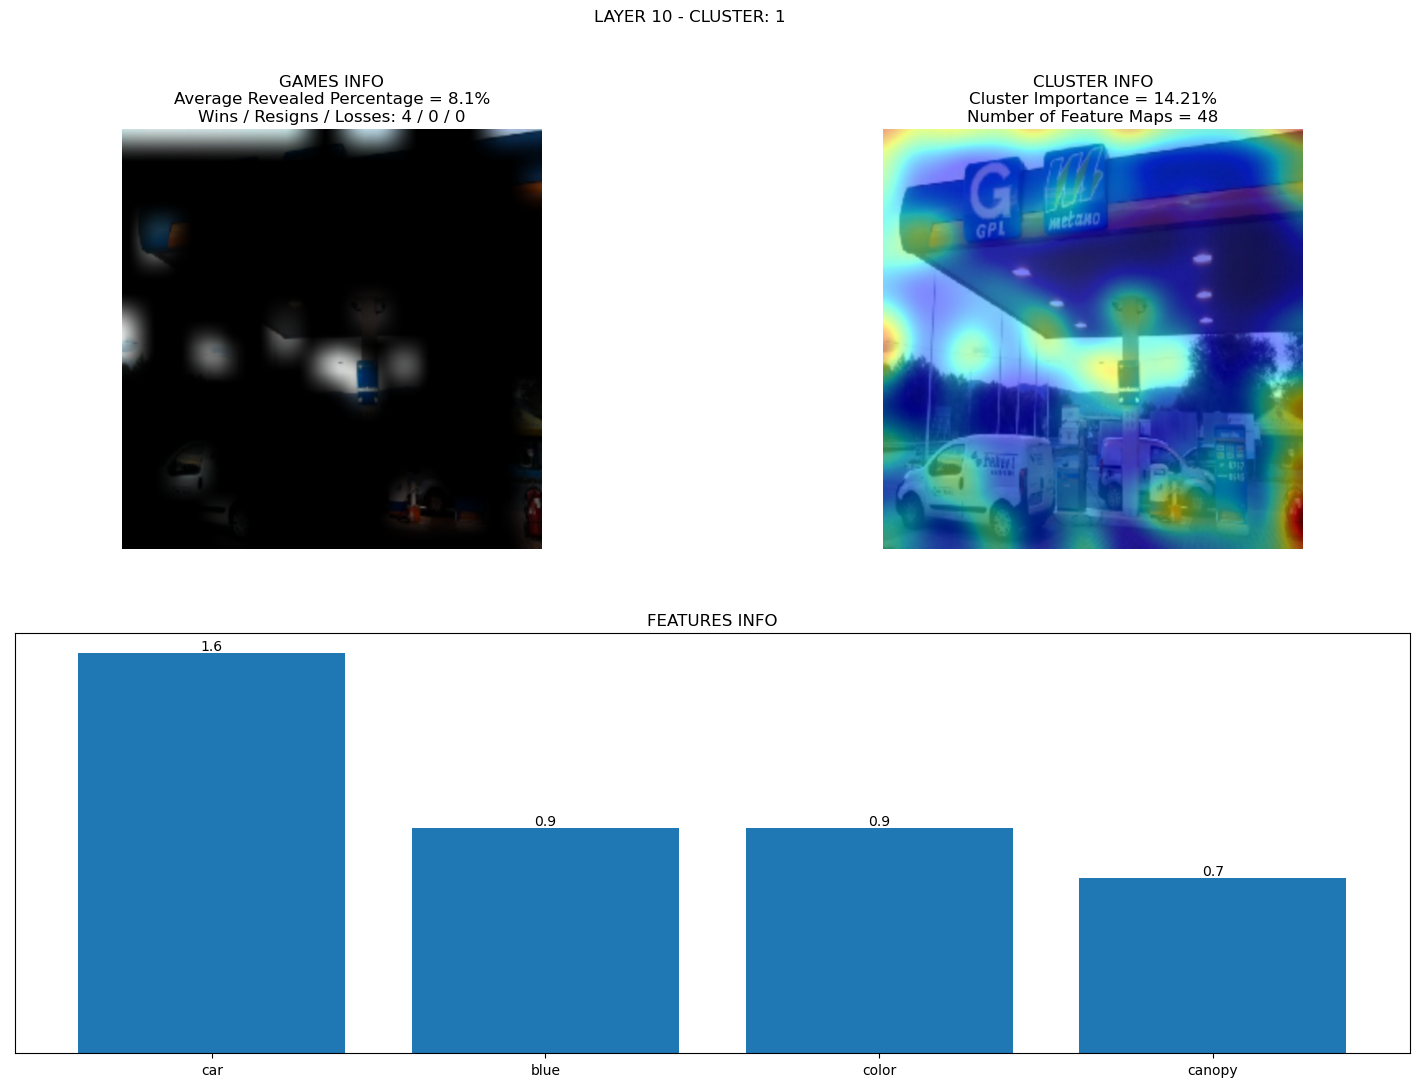 LAYER 10 - CLUSTER: 1
GAMES INFO
Average Revealed Percentage = 8.1%
Wins / Resigns / Losses: 4 / 0 / 0
CLUSTER INFO
Cluster Importance = 14.21%
Number of Feature Maps = 48
G
GPL
metano
FEATURES INFO
1.6
0.9
0.9
0.7
car
blue
color
canopy